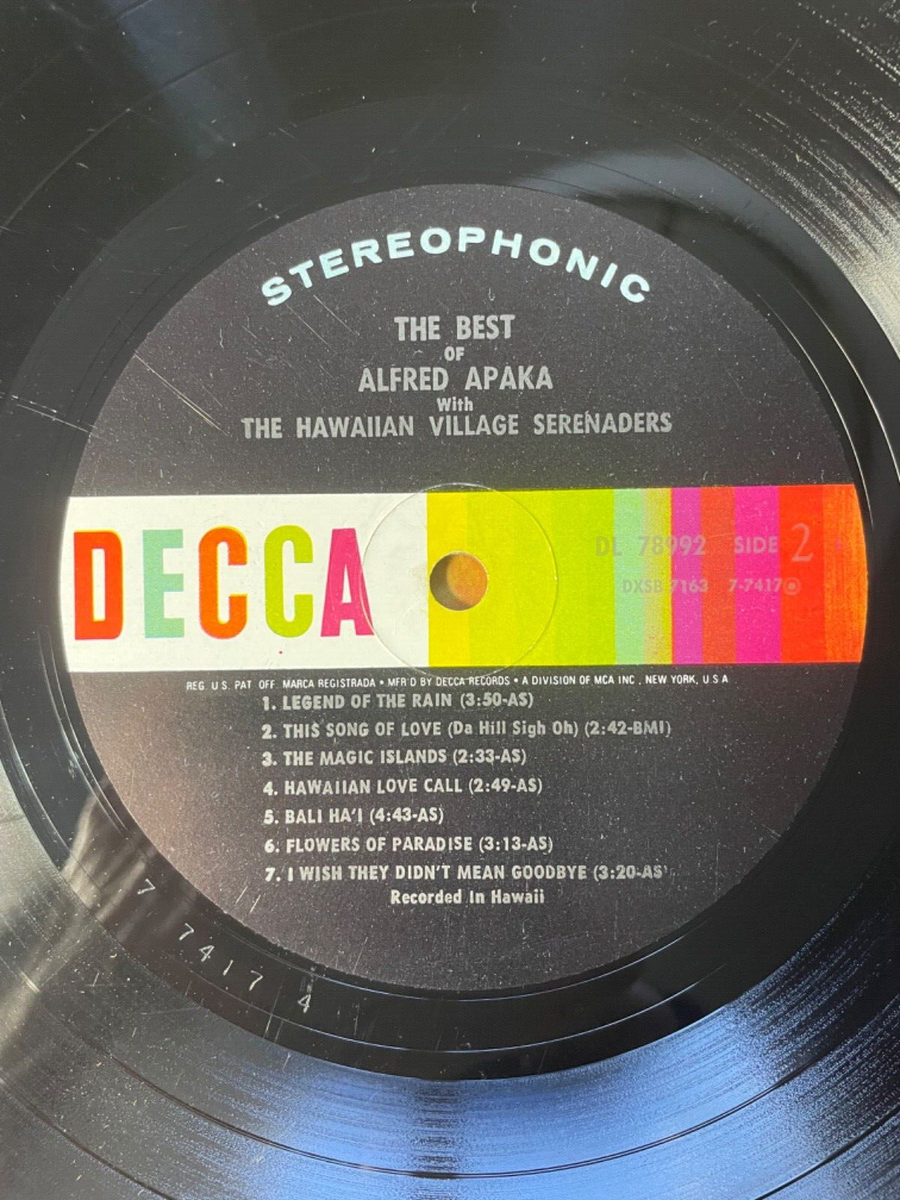 STEREOPHONIC
THE BEST
OF
ALFRED APAKA
With
THE HAWAIIAN VILLAGE SERENADERS
DECCA
DL 78992 SIDE 2
DXSB 7163 7-7417
REG. U.S. PAT. OFF. MARCA REGISTRADA • MFR'D BY DECCA RECORDS • A DIVISION OF MCA INC., NEW YORK, U.S.A
1. LEGEND OF THE RAIN (3:50-AS)
2. THIS SONG OF LOVE (Da Hill Sigh Oh) (2:42-BMI)
3. THE MAGIC ISLANDS (2:33-AS)
4. HAWAIIAN LOVE CALL (2:49-AS)
5. BALI HA'I (4:43-AS)
6. FLOWERS OF PARADISE (3:13-AS)
7. I WISH THEY DIDN'T MEAN GOODBYE (3:20-AS)
Recorded In Hawaii
7 7417 4